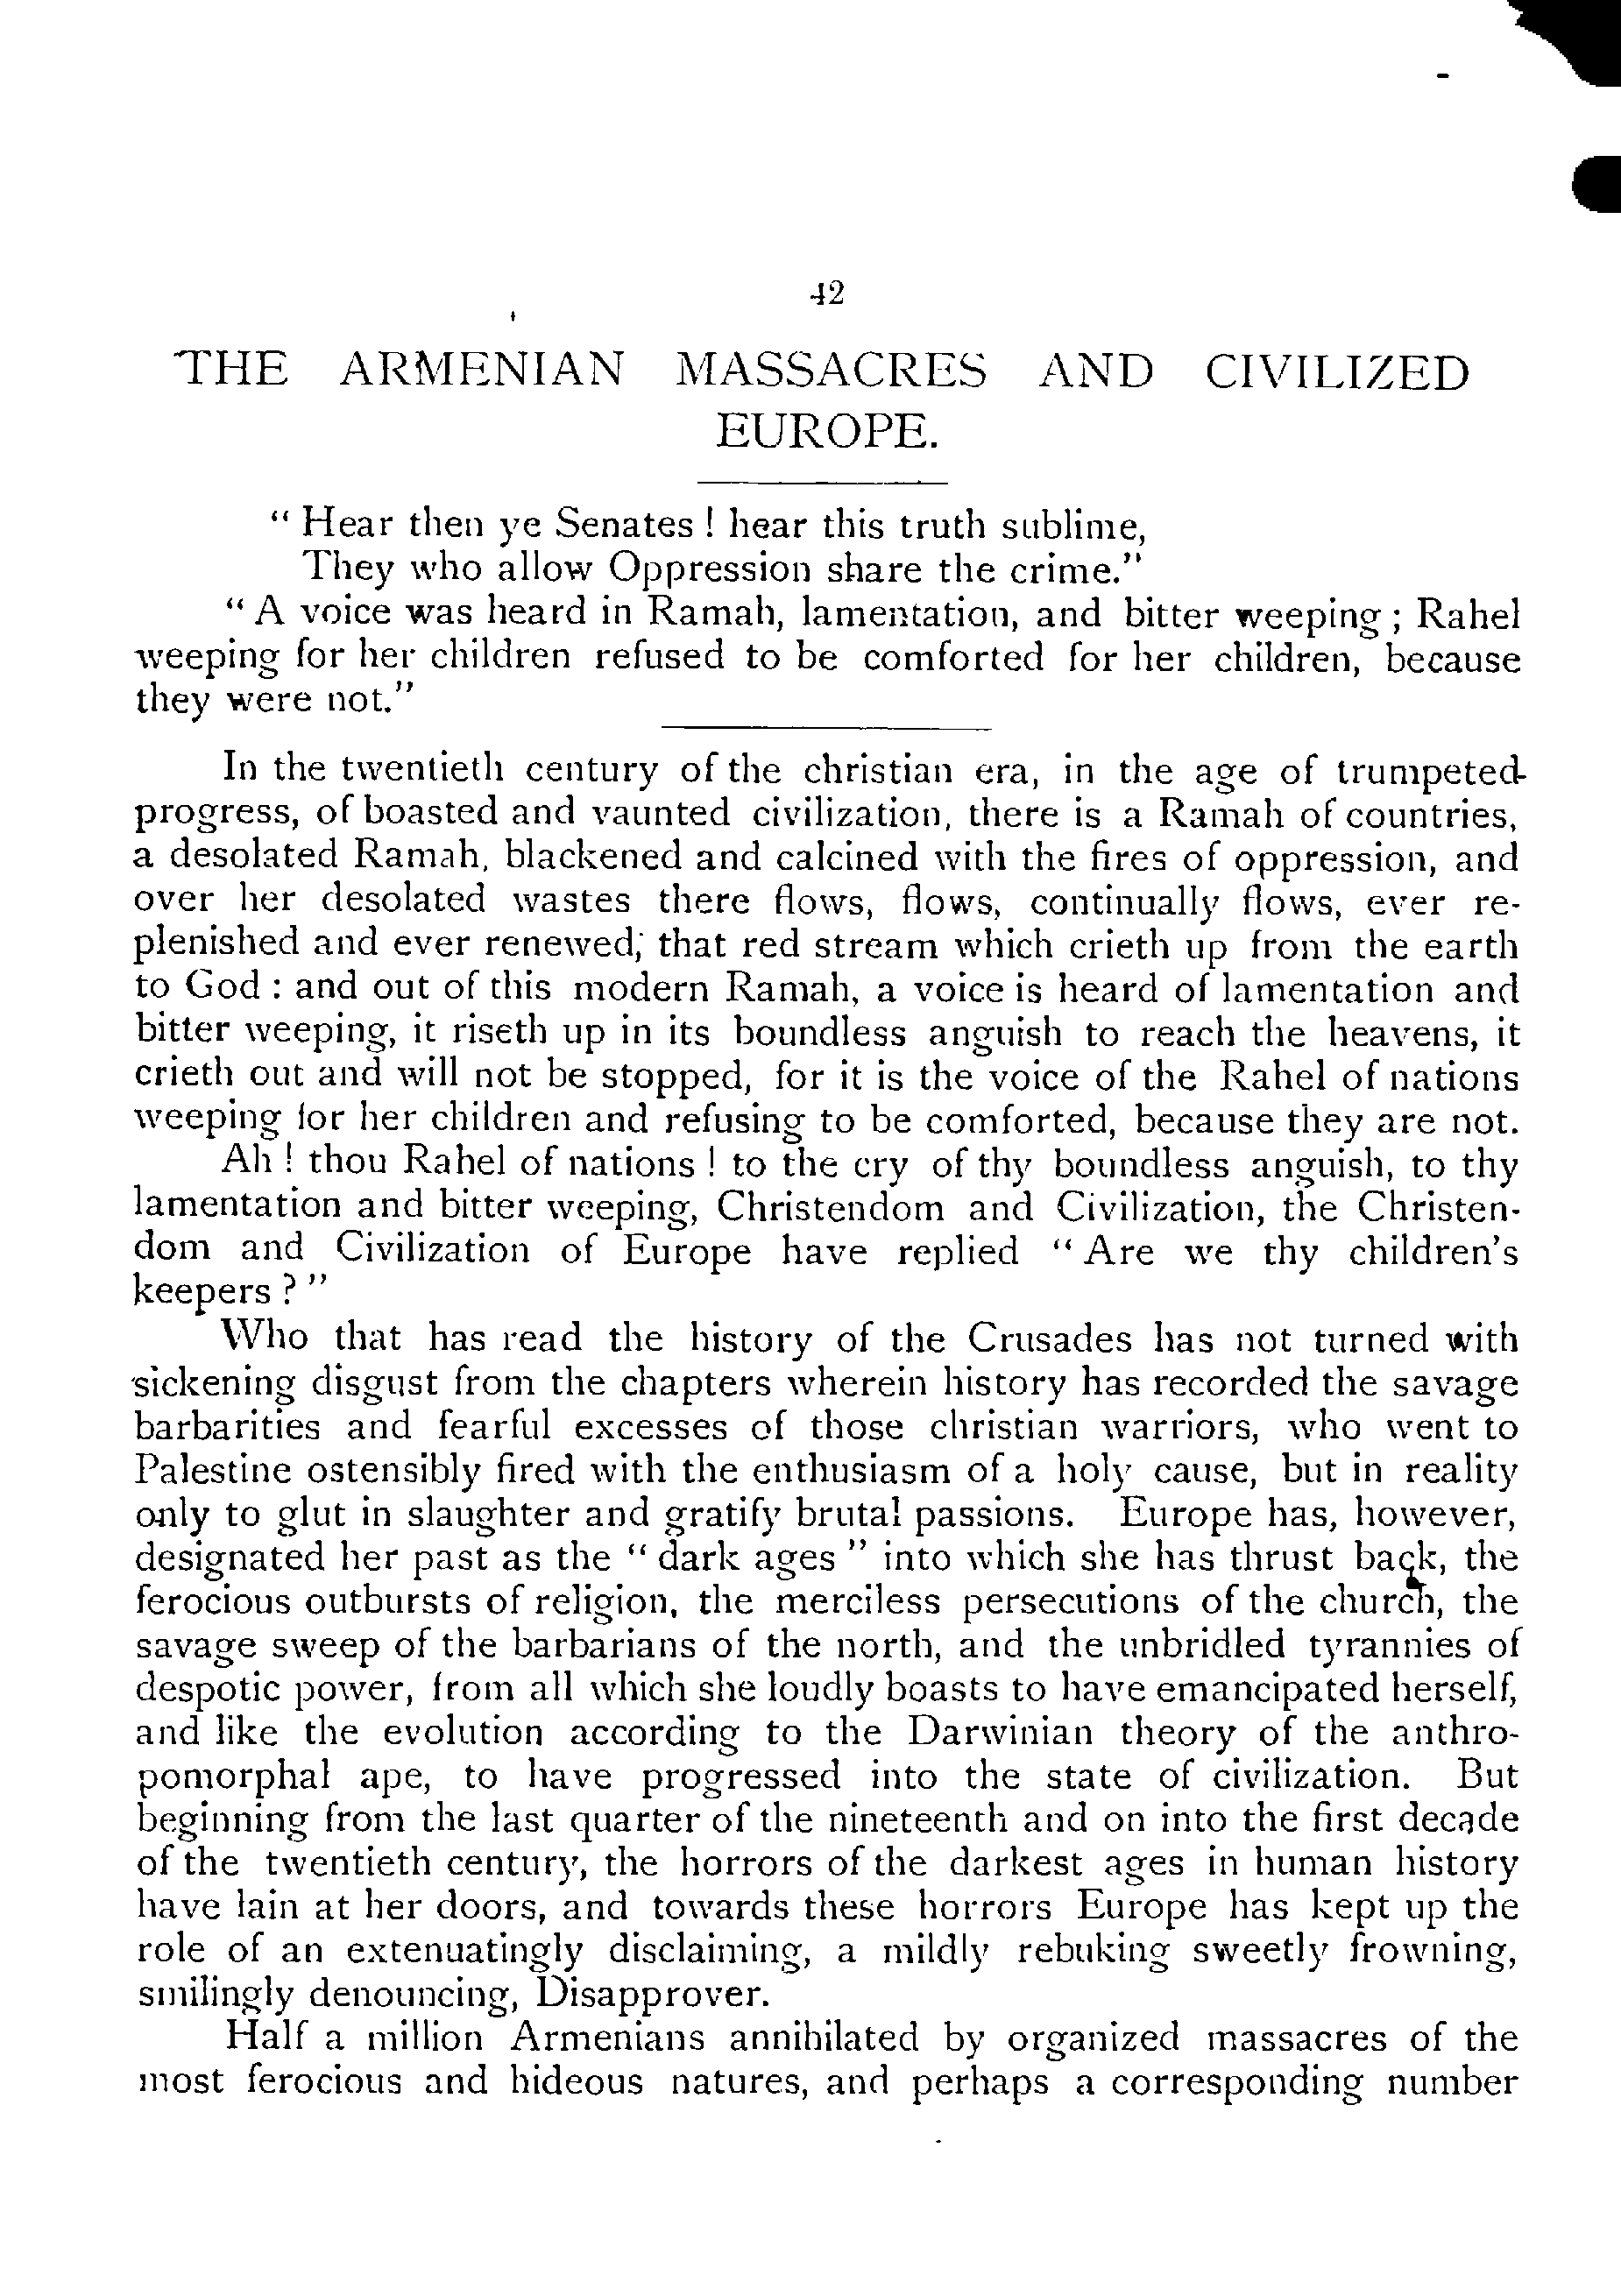 42
THE ARMENIAN MASSACRES AND CIVILIZED
EUROPE.
" Hear then ye Senates ! hear this truth sublime,
They who allow Oppression share the crime."
" A voice was heard in Ramah, lamentation, and bitter weeping ; Rahel
weeping for her children refused to be comforted for her children, because
they were not."
In the twentieth century of the christian era, in the age of trumpeted-
progress, of boasted and vaunted civilization, there is a Ramah of countries,
a desolated Ramah, blackened and calcined with the fires of oppression, and
over her desolated wastes there flows, flows, continually flows, ever re-
plenished and ever renewed, that red stream which crieth up from the earth
to God : and out of this modern Ramah, a voice is heard of lamentation and
bitter weeping, it riseth up in its boundless anguish to reach the heavens, it
crieth out and will not be stopped, for it is the voice of the Rahel of nations
weeping for her children and refusing to be comforted, because they are not.
Ah ! thou Rahel of nations ! to the cry of thy boundless anguish, to thy
lamentation and bitter weeping, Christendom and Civilization, the Christen-
dom and Civilization of Europe have replied " Are we thy children's
keepers ? "
Who that has read the history of the Crusades has not turned with
sickening disgust from the chapters wherein history has recorded the savage
barbarities and fearful excesses of those christian warriors, who went to
Palestine ostensibly fired with the enthusiasm of a holy cause, but in reality
only to glut in slaughter and gratify brutal passions. Europe has, however,
designated her past as the " dark ages " into which she has thrust back, the
ferocious outbursts of religion, the merciless persecutions of the church, the
savage sweep of the barbarians of the north, and the unbridled tyrannies of
despotic power, from all which she loudly boasts to have emancipated herself,
and like the evolution according to the Darwinian theory of the anthro-
pomorphal ape, to have progressed into the state of civilization. But
beginning from the last quarter of the nineteenth and on into the first decade
of the twentieth century, the horrors of the darkest ages in human history
have lain at her doors, and towards these horrors Europe has kept up the
role of an extenuatingly disclaiming, a mildly rebuking sweetly frowning,
smilingly denouncing, Disapprover.
Half a million Armenians annihilated by organized massacres of the
most ferocious and hideous natures, and perhaps a corresponding number